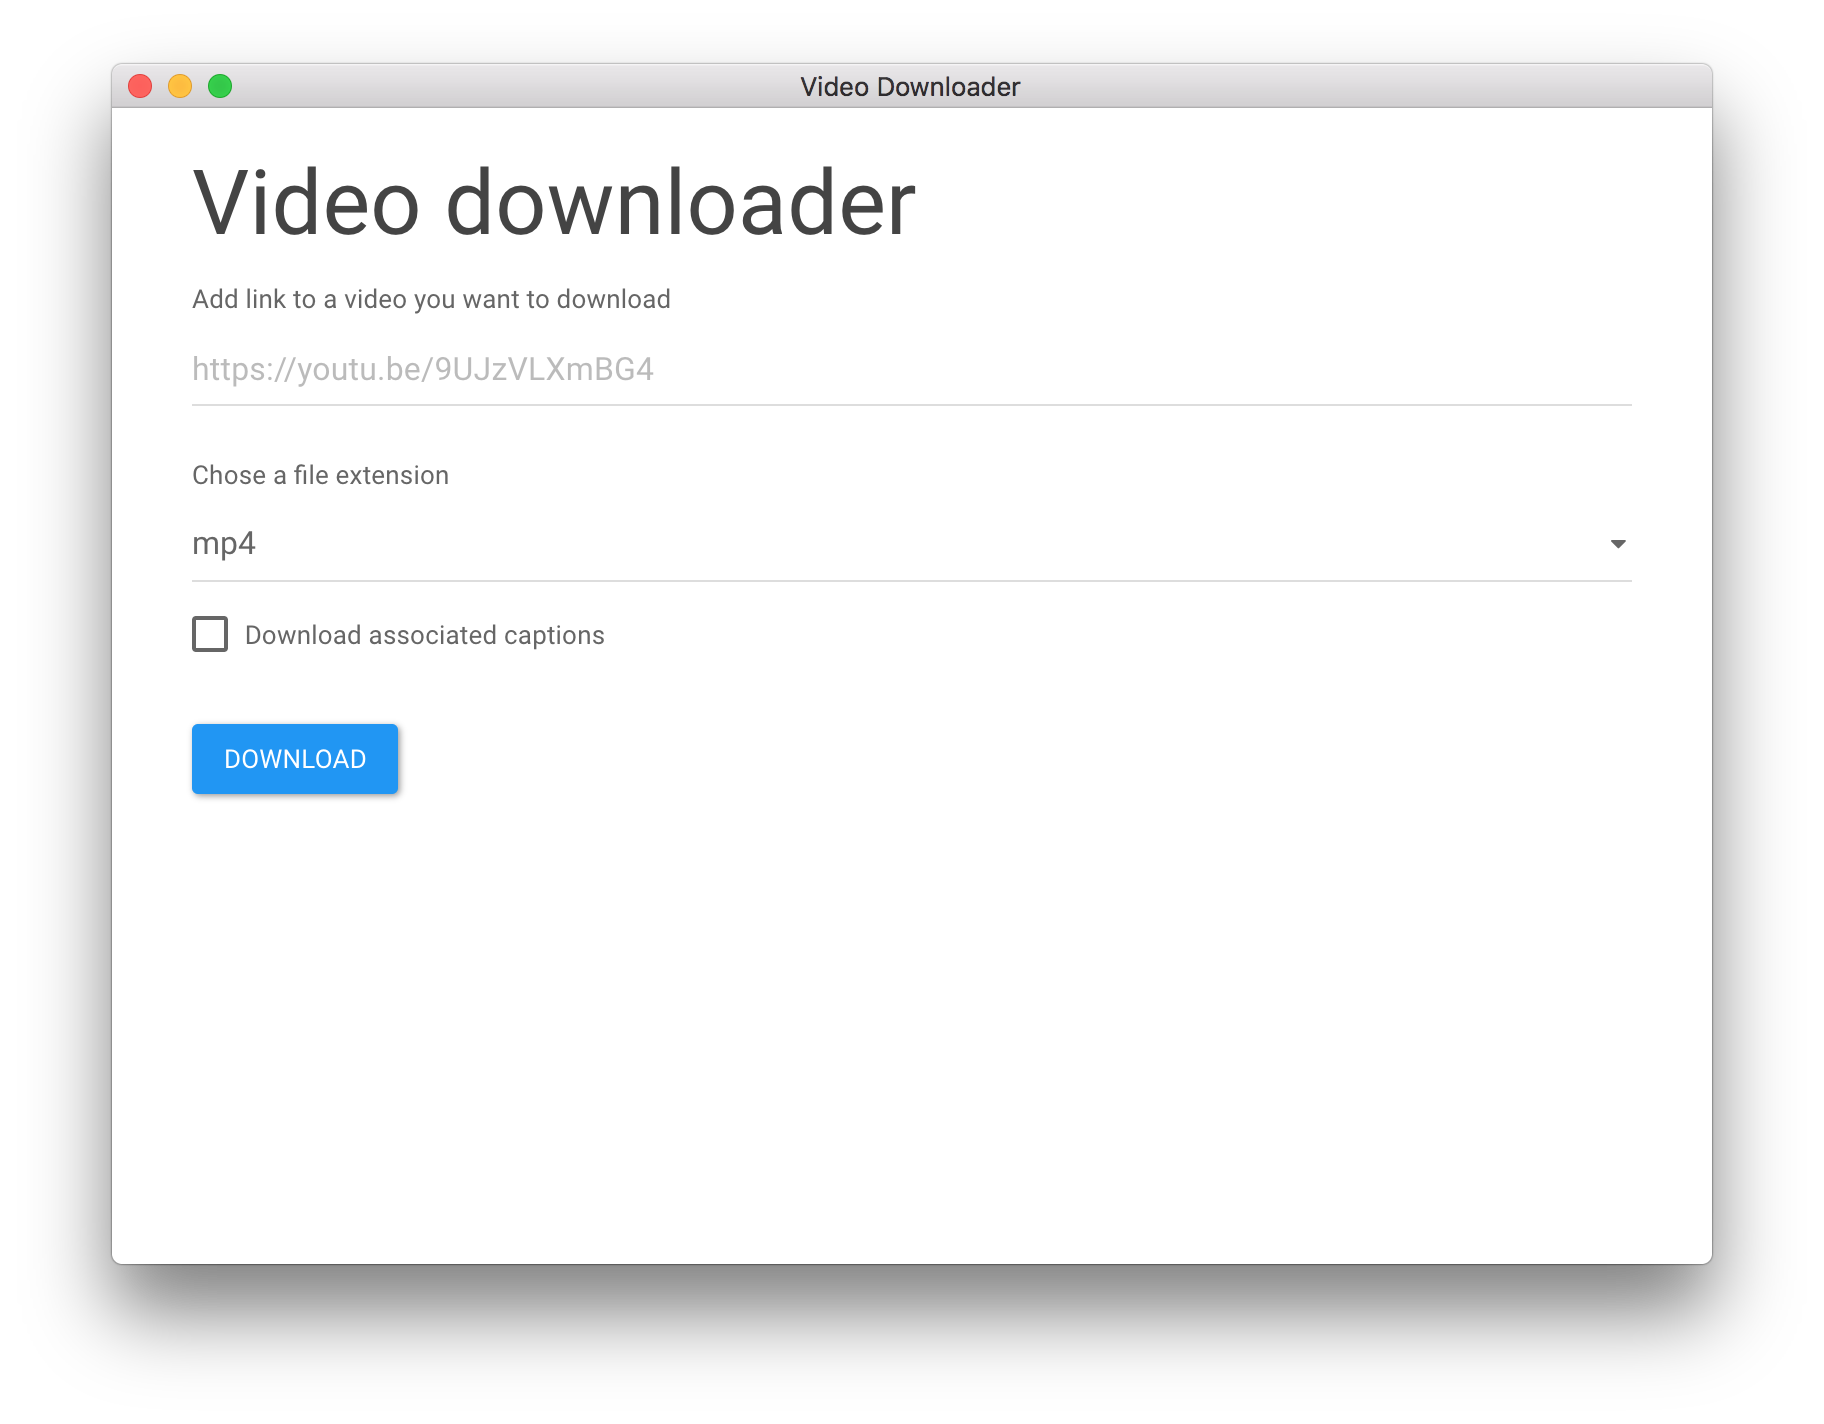 Video Downloader
Video downloader
Add link to a video you want to download
https://youtu.be/9UJzVLXmBG4
Chose a file extension
mp4
Download associated captions
DOWNLOAD